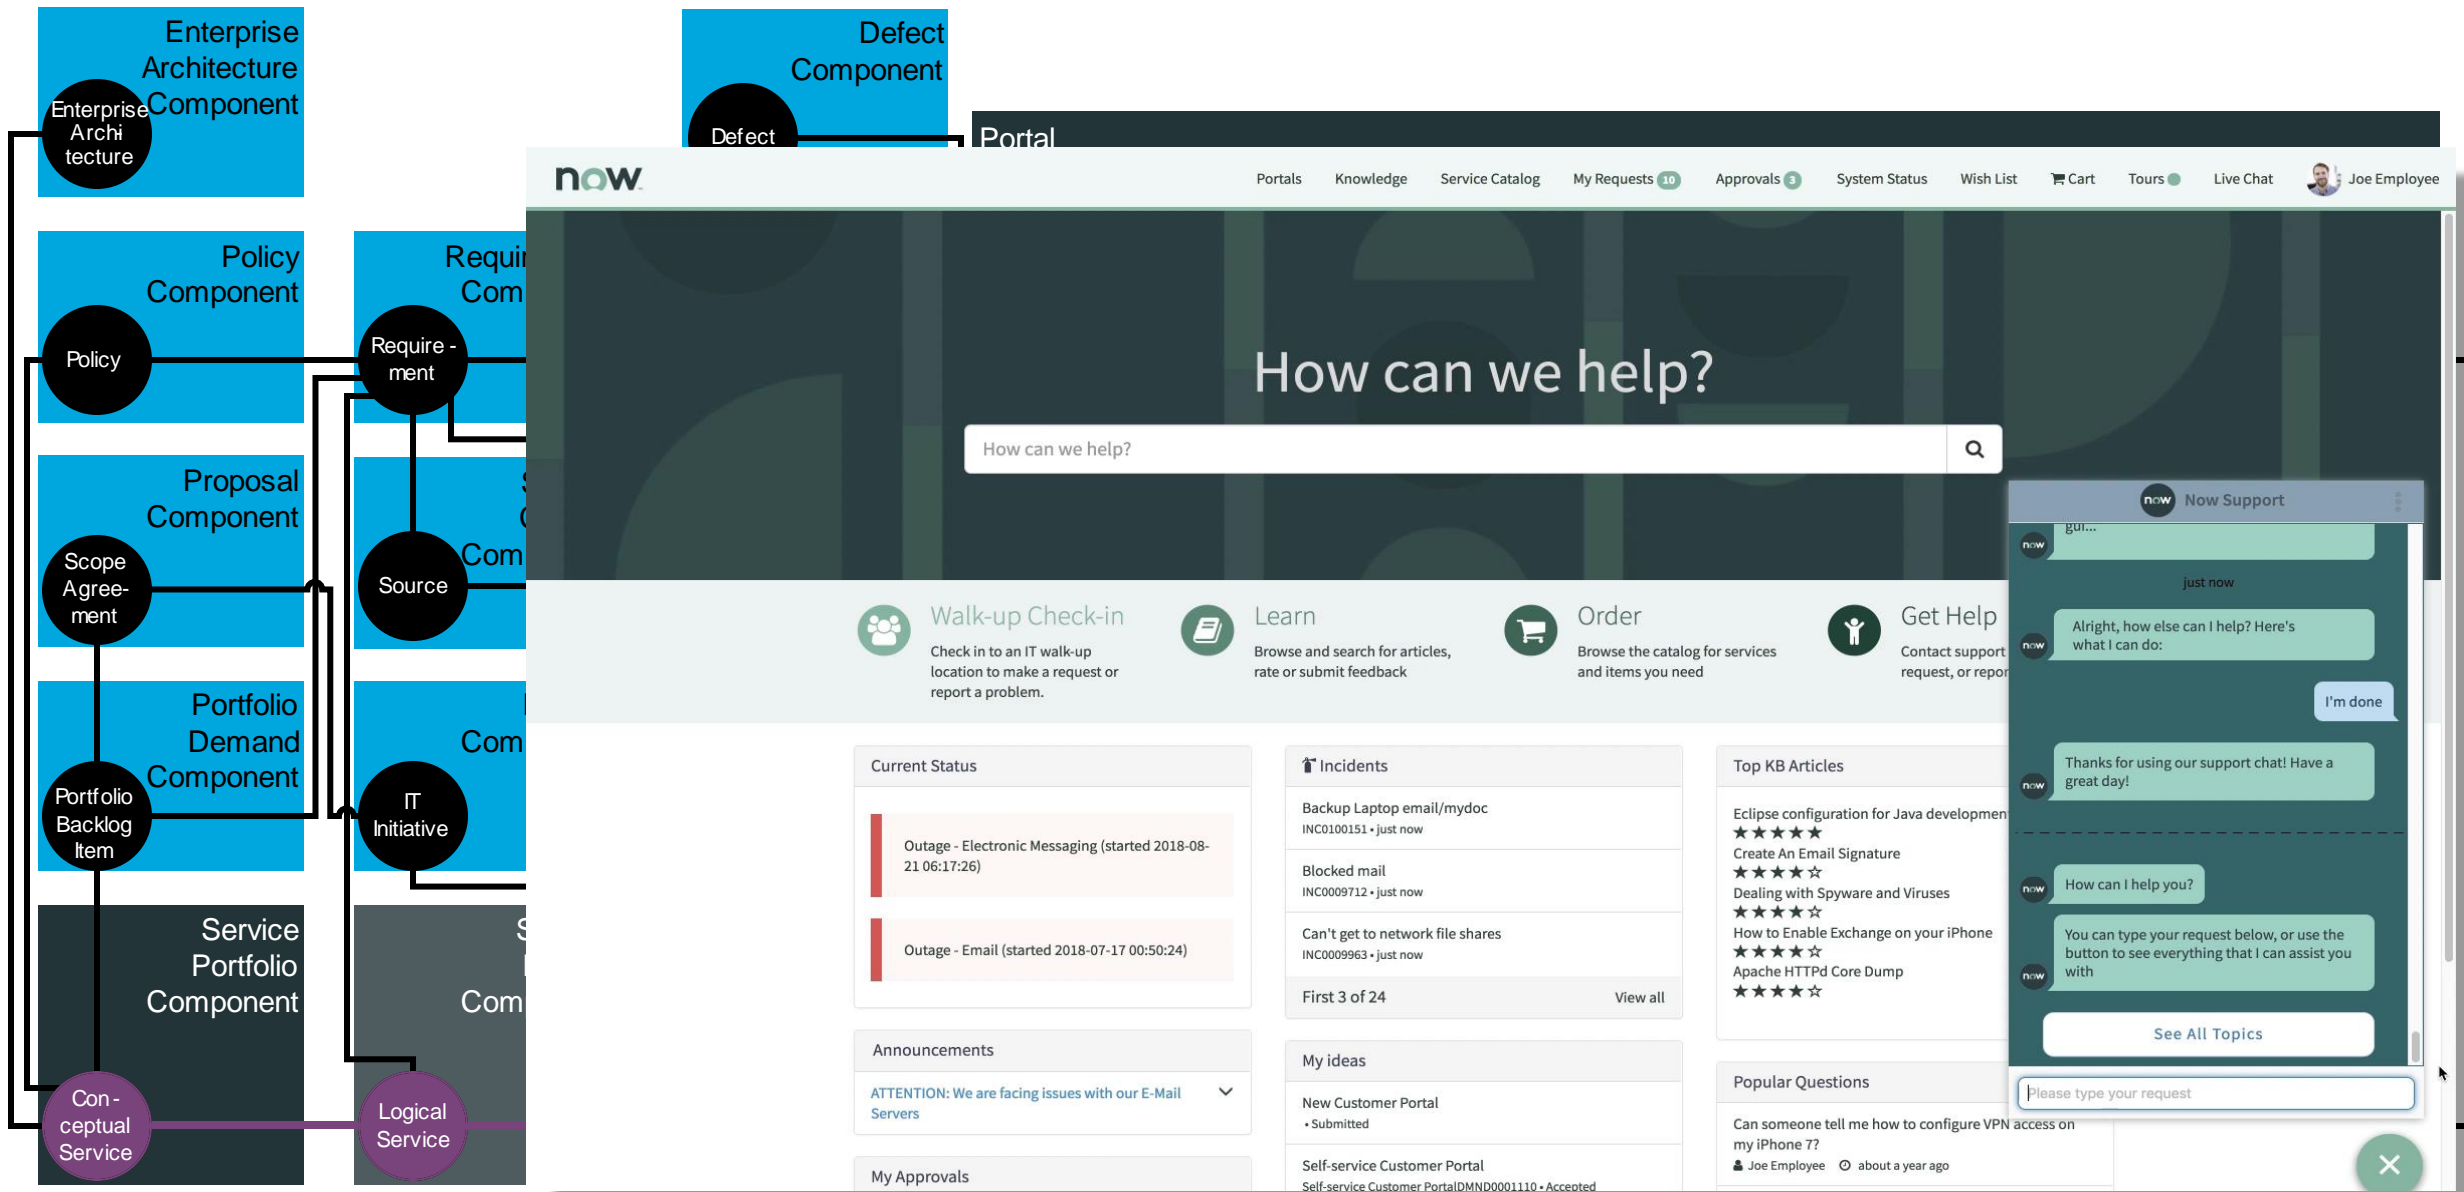 Enterprise
Architecture
Component
Enterprise
Archi-
tecture
Defect
Component
Defect
Portal
Policy
Component
Policy
Requir
Com
Require -
ment
Proposal
Component
Scope
Agree-
ment
Com
Source
Portfolio
Demand
Component
Portfolio
Backlog
Item
Com
IT
Initiative
Service
Portfolio
Component
Con -
ceptual
Service
Com
Logical
Service
now
Portals
Knowledge
Service Catalog
My Requests 10
Approvals 3
System Status
Wish List
Cart
Tours
Live Chat
Joe Employee
How can we help?
How can we help?
Walk-up Check-in
Check in to an IT walk-up
location to make a request or
report a problem.
Learn
Browse and search for articles,
rate or submit feedback
Order
Browse the catalog for services
and items you need
Get Help
Contact support
request, or repor
Current Status
Outage - Electronic Messaging (started 2018-08-
21 06:17:26)
Outage - Email (started 2018-07-17 00:50:24)
Announcements
ATTENTION: We are facing issues with our E-Mail
Servers
My Approvals
Incidents
Backup Laptop email/mydoc
INC0100151 • just now
Blocked mail
INC0009712 • just now
Can't get to network file shares
INC0009963 • just now
First 3 of 24
View all
My ideas
New Customer Portal
• Submitted
Self-service Customer Portal
Self-service Customer PortalDMND0001110 • Accepted
Top KB Articles
Eclipse configuration for Java developmen
★★★★★
Create An Email Signature
★★★★☆
Dealing with Spyware and Viruses
★★★★☆
How to Enable Exchange on your iPhone
★★★★☆
Apache HTTPd Core Dump
★★★★☆
Popular Questions
Can someone tell me how to configure VPN access on
my iPhone 7?
Joe Employee
about a year ago
now Now Support
gui...
now
just now
Alright, how else can I help? Here's
what I can do:
now
I'm done
Thanks for using our support chat! Have a
great day!
now
How can I help you?
now
You can type your request below, or use the
button to see everything that I can assist you
with
now
See All Topics
Please type your request